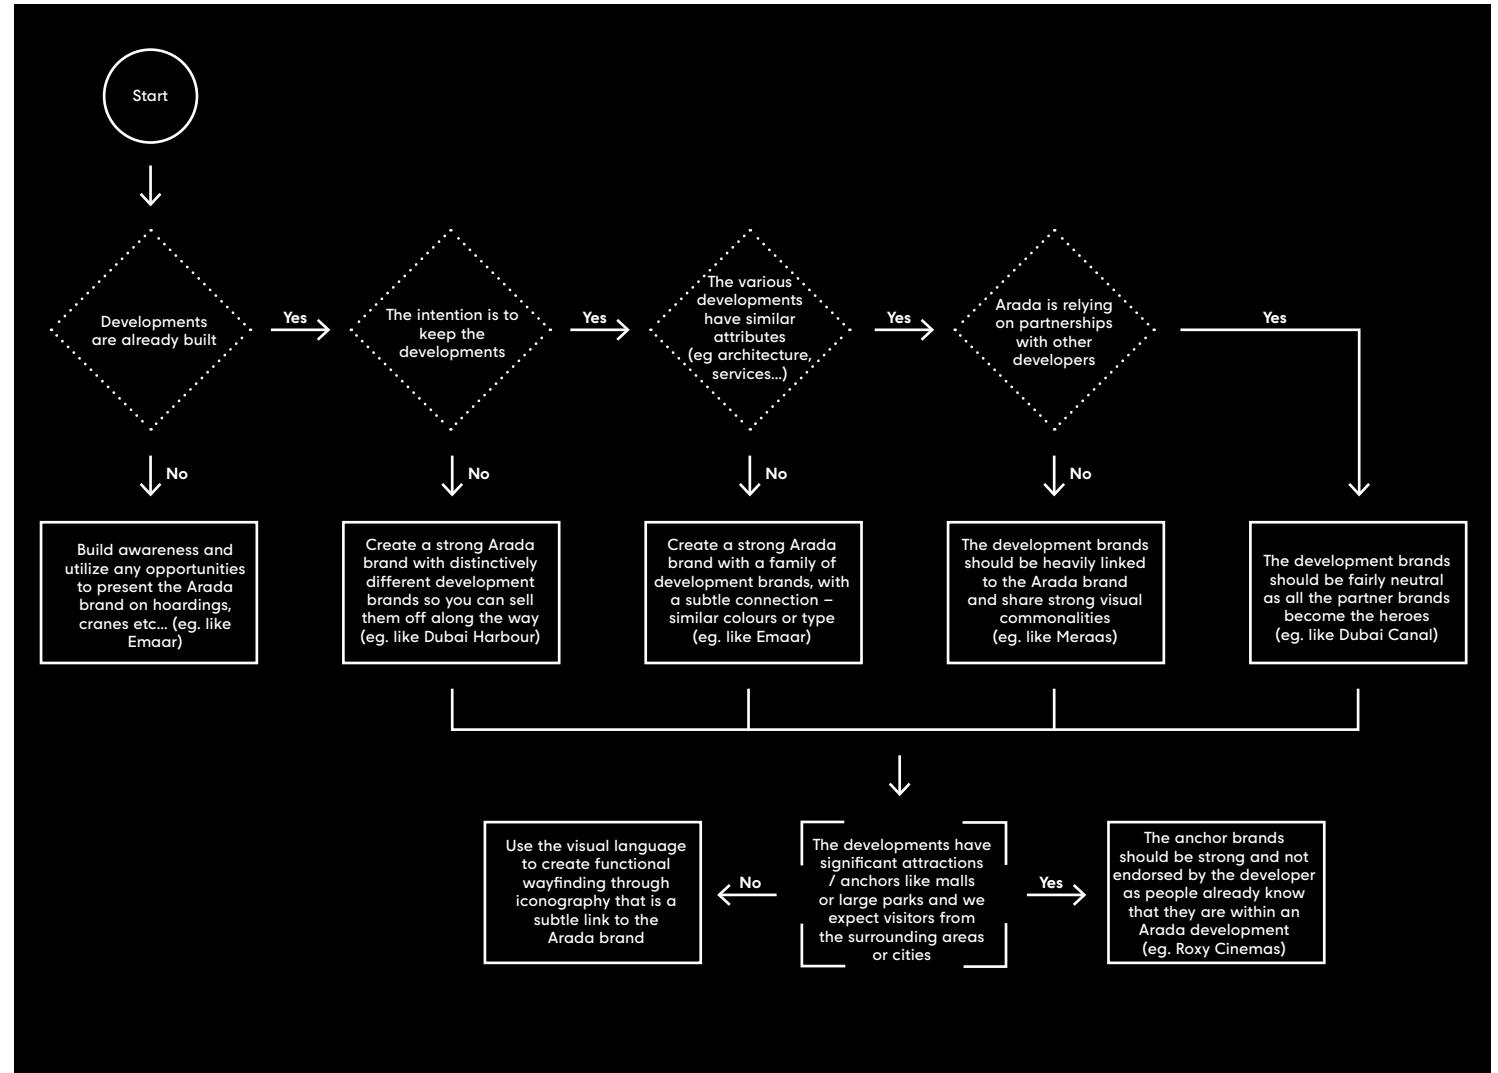 Start
Developments
are already built
Yes
The intention is to
keep the
developments
Yes
The various
developments
have similar
attributes
(eg architecture,
services...)
Yes
Arada is relying
on partnerships
with other
developers
Yes
No
No
No
No
Build awareness and
utilize any opportunities
to present the Arada
brand on hoardings,
cranes etc... (eg. like
Emaar)
Create a strong Arada
brand with distinctively
different development
brands so you can sell
them off along the way
(eg. like Dubai Harbour)
Create a strong Arada
brand with a family of
development brands, with
a subtle connection –
similar colours or type
(eg. like Emaar)
The development brands
should be heavily linked
to the Arada brand
and share strong visual
commonalities
(eg. like Meraas)
The development brands
should be fairly neutral
as all the partner brands
become the heroes
(eg. like Dubai Canal)
Use the visual language
to create functional
wayfinding through
iconography that is a
subtle link to the
Arada brand
No
The developments have
significant attractions
/ anchors like malls
or large parks and we
expect visitors from
the surrounding areas
or cities
Yes
The anchor brands
should be strong and not
endorsed by the developer
as people already know
that they are within an
Arada development
(eg. Roxy Cinemas)